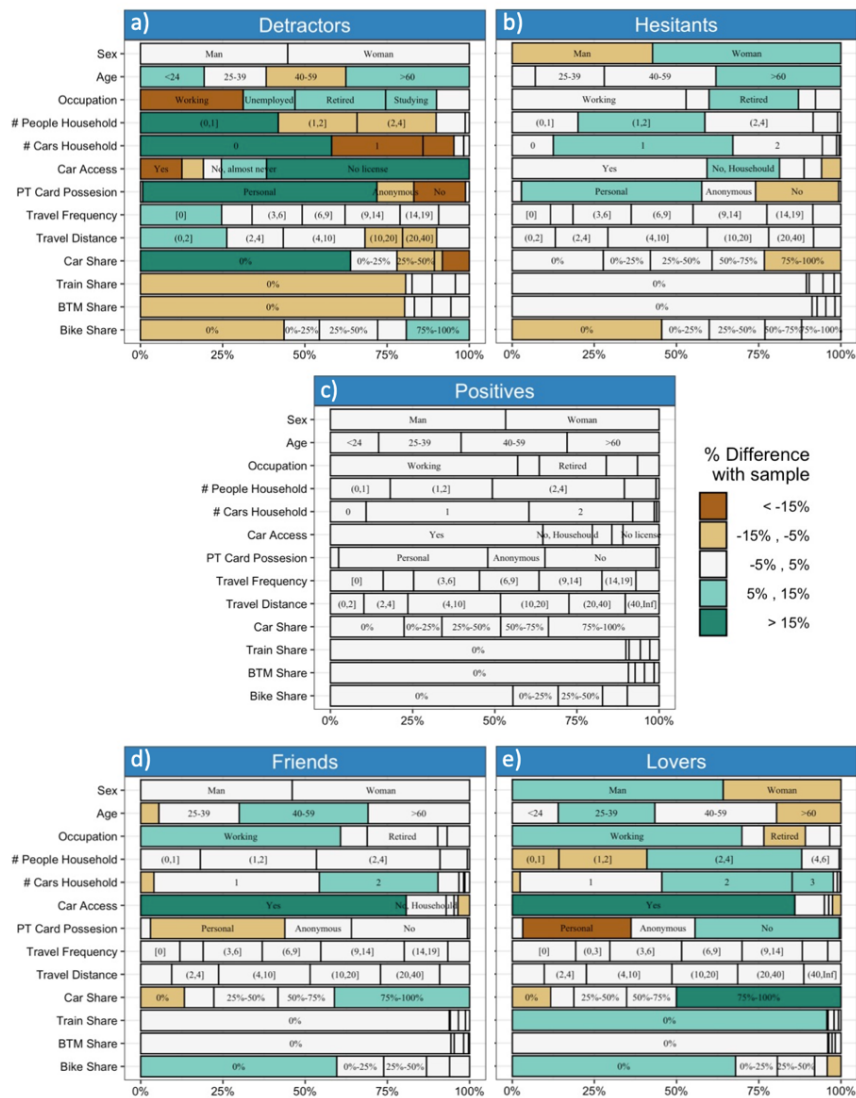 a) Detractors
Sex Man Woman
Age <24 25-39 40-59 >60
Occupation Working Unemployed Retired Studying
# People Household (0,1] (1,2] (2,4]
# Cars Household 0 1
Car Access Yes No, almost never No license
PT Card Possesion Personal Anonymous No
Travel Frequency [0] (3,6] (6,9] (9,14] (14,19]
Travel Distance (0,2] (2,4] (4,10] (10,20] (20,40]
Car Share 0% 0%-25% 25%-50%
Train Share 0%
BTM Share 0%
Bike Share 0% 0%-25% 25%-50% 75%-100%
0% 25% 50% 75% 100%
b) Hesitants
Man Woman
25-39 40-59 >60
Working Retired
(0,1] (1,2] (2,4]
0 1 2
Yes No, Household
Personal Anonymous No
[0] (3,6] (6,9] (9,14] (14,19]
(0,2] (2,4] (4,10] (10,20] (20,40]
0% 0%-25% 25%-50% 50%-75% 75%-100%
0%
0%
0% 0%-25% 25%-50% 50%-75% 75%-100%
0% 25% 50% 75% 100%
c) Positives
Sex Man Woman
Age <24 25-39 40-59 >60
Occupation Working Retired
# People Household (0,1] (1,2] (2,4]
# Cars Household 0 1 2
Car Access Yes No, Househould No license
PT Card Possesion Personal Anonymous No
Travel Frequency [0] (3,6] (6,9] (9,14] (14,19]
Travel Distance (0,2] (2,4] (4,10] (10,20] (20,40] (40,Inf]
Car Share 0% 0%-25% 25%-50% 50%-75% 75%-100%
Train Share 0%
BTM Share 0%
Bike Share 0% 0%-25% 25%-50%
0% 25% 50% 75% 100%
% Difference
with sample
< -15%
-15% , -5%
-5% , 5%
5% , 15%
> 15%
d) Friends
Sex Man Woman
Age 25-39 40-59 >60
Occupation Working Retired
# People Household (0,1] (1,2] (2,4]
# Cars Household 1 2
Car Access Yes No, Househould
PT Card Possesion Personal Anonymous No
Travel Frequency [0] (3,6] (6,9] (9,14] (14,19]
Travel Distance (2,4] (4,10] (10,20] (20,40]
Car Share 0% 25%-50% 50%-75% 75%-100%
Train Share 0%
BTM Share 0%
Bike Share 0% 0%-25% 25%-50%
0% 25% 50% 75% 100%
e) Lovers
Man Woman
<24 25-39 40-59 >60
Working Retired
(0,1] (1,2] (2,4] (4,6]
1 2 3
Yes
Personal Anonymous No
[0] (0,3] (3,6] (6,9] (9,14]
(2,4] (4,10] (10,20] (20,40] (40,Inf]
0% 25%-50% 50%-75% 75%-100%
0%
0%
0% 0%-25% 25%-50%
0% 25% 50% 75% 100%